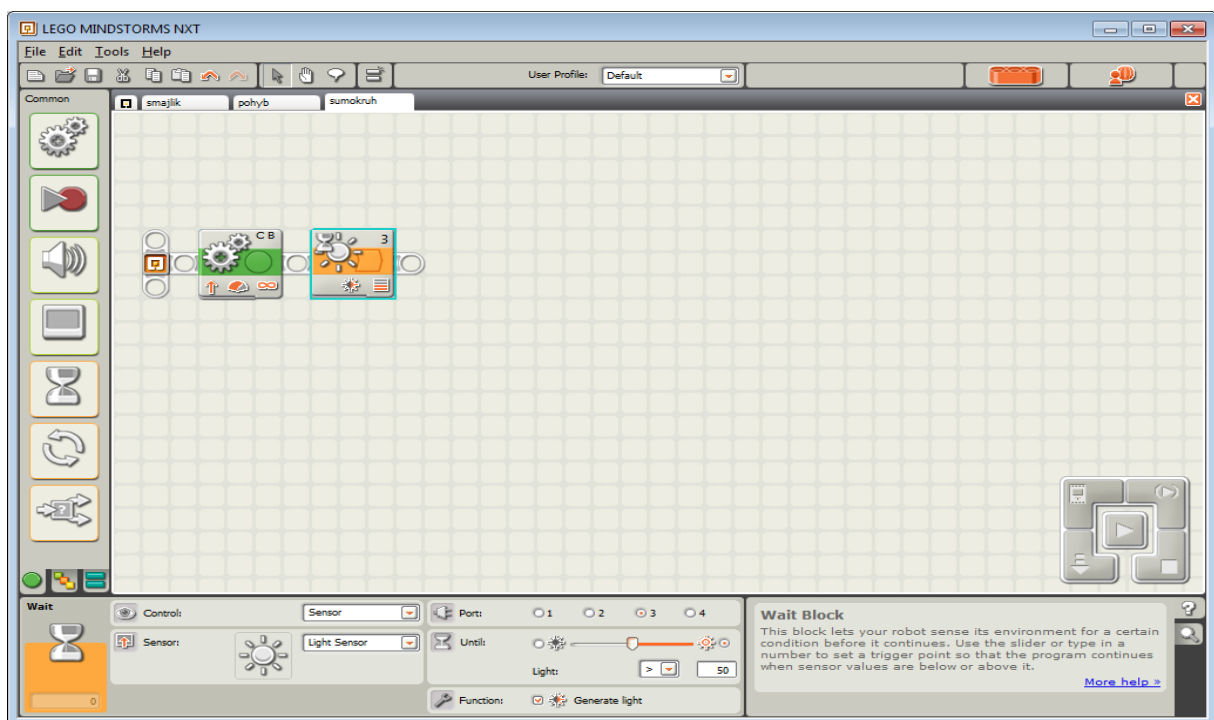 LEGO MINDSTORMS NXT
File Edit Tools Help
User Profile: Default
Common
smajlik pohyb sumokruh
C B
3
Wait
0
Control: Sensor
Sensor: Light Sensor
Port: 1 2 3 4
Until:
Light: > 50
Function: Generate light
Wait Block
This block lets your robot sense its environment for a certain
condition before it continues. Use the slider or type in a
number to set a trigger point so that the program continues
when sensor values are below or above it.
More help »
?